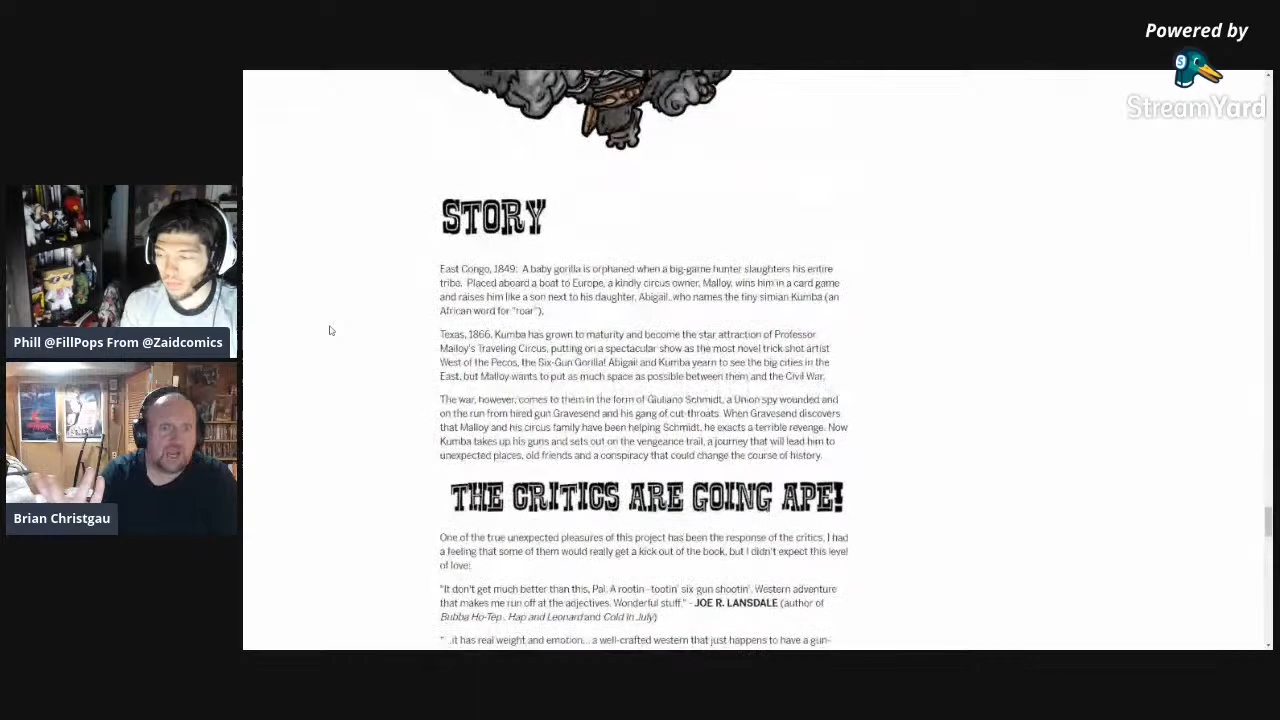 Powered by
StreamYard
STORY
East Congo, 1849: A baby gorilla is orphaned when a big-game hunter slaughters his entire
tribe. Placed aboard a boat to Europe, a kindly circus owner, Malloy, wins him in a card game
and raises him like a son next to his daughter, Abigail, who names the tiny simian Kumba (an
African word for "roar").
Texas, 1866. Kumba has grown to maturity and become the star attraction of Professor
Malloy's Traveling Circus, putting on a spectacular show as the most novel trick shot artist
West of the Pecos, the Six-Gun Gorilla! Abigail and Kumba yearn to see the big cities in the
East, but Malloy wants to put as much space as possible between them and the Civil War.
The war, however, comes to them in the form of Giuliano Schmidt, a Union spy wounded and
on the run from hired gun Gravesend and his gang of cut-throats. When Gravesend discovers
that Malloy and his circus family have been helping Schmidt, he exacts a terrible revenge. Now
Kumba takes up his guns and sets out on the vengeance trail, a journey that will lead him to
unexpected places, old friends and a conspiracy that could change the course of history.
THE CRITICS ARE GOING APE!
One of the true unexpected pleasures of this project has been the response of the critics. I had
a feeling that some of them would really get a kick out of the book, but I didn't expect this level
of love:
"It don't get much better than this, Pal. A rootin'-tootin' six-gun shootin'. Western adventure
that makes me run off at the adjectives. Wonderful stuff." - JOE R. LANSDALE (author of
Bubba Ho-Tep, Hap and Leonard and Cold in July)
"...it has real weight and emotion... a well-crafted western that just happens to have a gun-
Phill @FillPops From @Zaidcomics
Brian Christgau